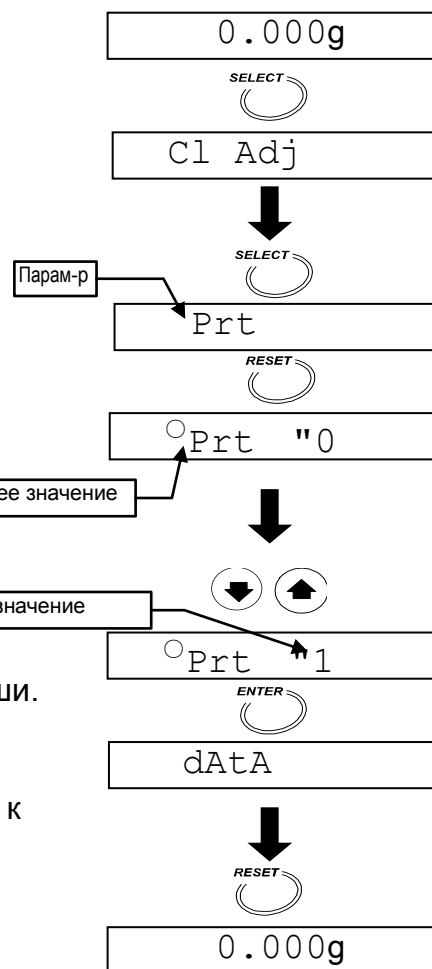 0.000g
SELECT
Cl Adj
SELECT
Парам-р
Prt
RESET
Prt "0
ее значение
значение
Prt "1
ши.
ENTER
dAtA
к
RESET
0.000g